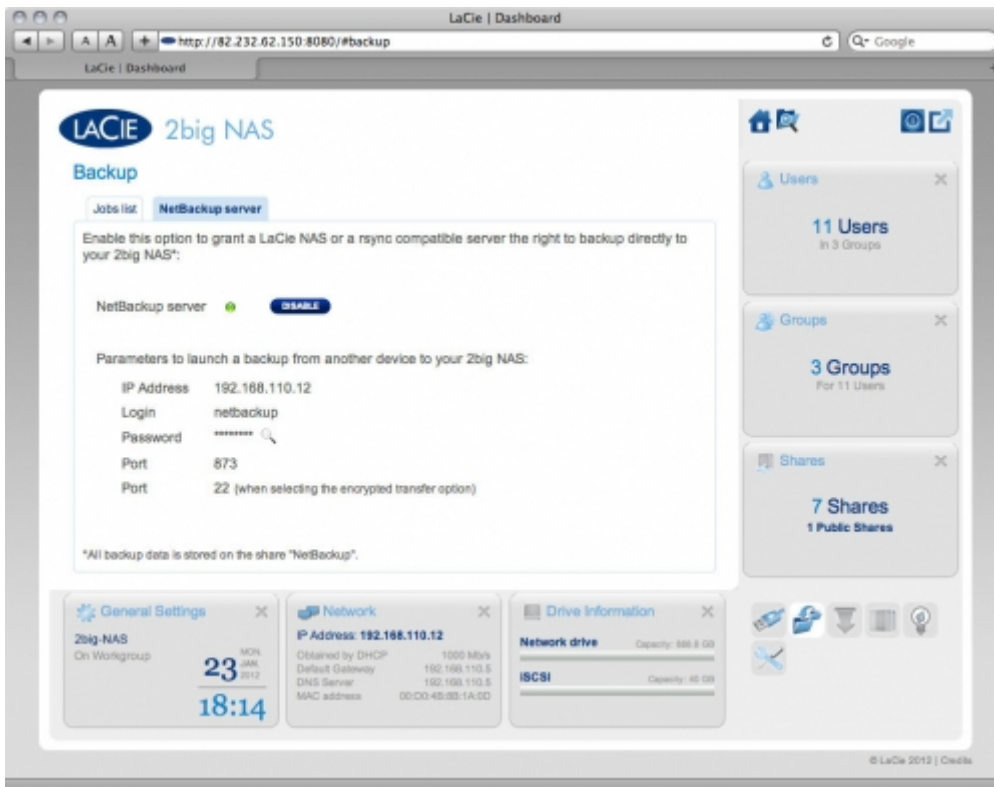 LaCie | Dashboard
A A + http://82.232.62.150:8080/#backup
Google
LaCie | Dashboard
LACIE 2big NAS
Backup
Jobs list NetBackup server
Enable this option to grant a LaCie NAS or a rsync compatible server the right to backup directly to
your 2big NAS*:
NetBackup server DISABLE
Parameters to launch a backup from another device to your 2big NAS:
IP Address 192.168.110.12
Login netbackup
Password ********
Port 873
Port 22 (when selecting the encrypted transfer option)
*All backup data is stored on the share "NetBackup".
Users
11 Users
In 3 Groups
Groups
3 Groups
For 11 Users
Shares
7 Shares
1 Public Shares
General Settings
2big-NAS
On Workgroup
23 MON. JAN. 2012
18:14
Network
IP Address: 192.168.110.12
Obtained by DHCP 1000 Mb/s
Default Gateway 192.168.110.5
DNS Server 192.168.110.5
MAC address
Drive Information
Network drive Capacity:
iSCSI Capacity:
© LaCie 2012 | Credits